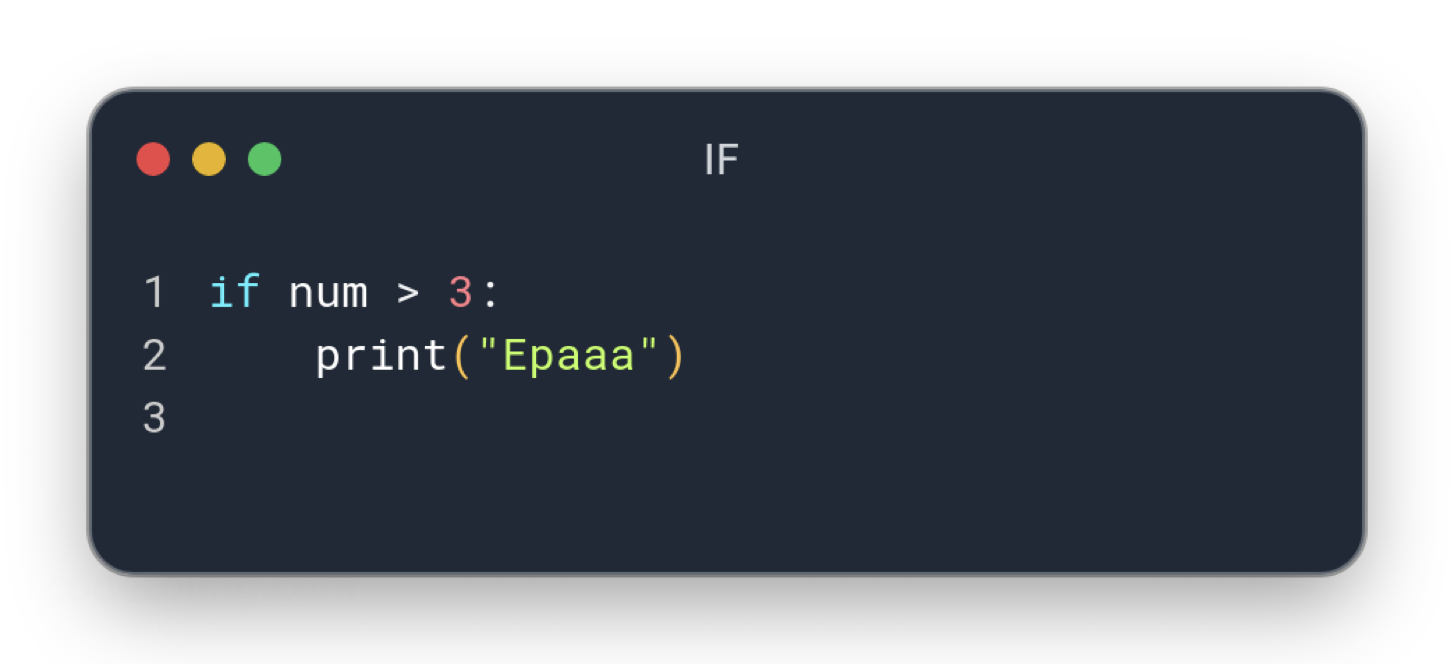 IF
1 if num > 3:
2     print("Epaaa")
3